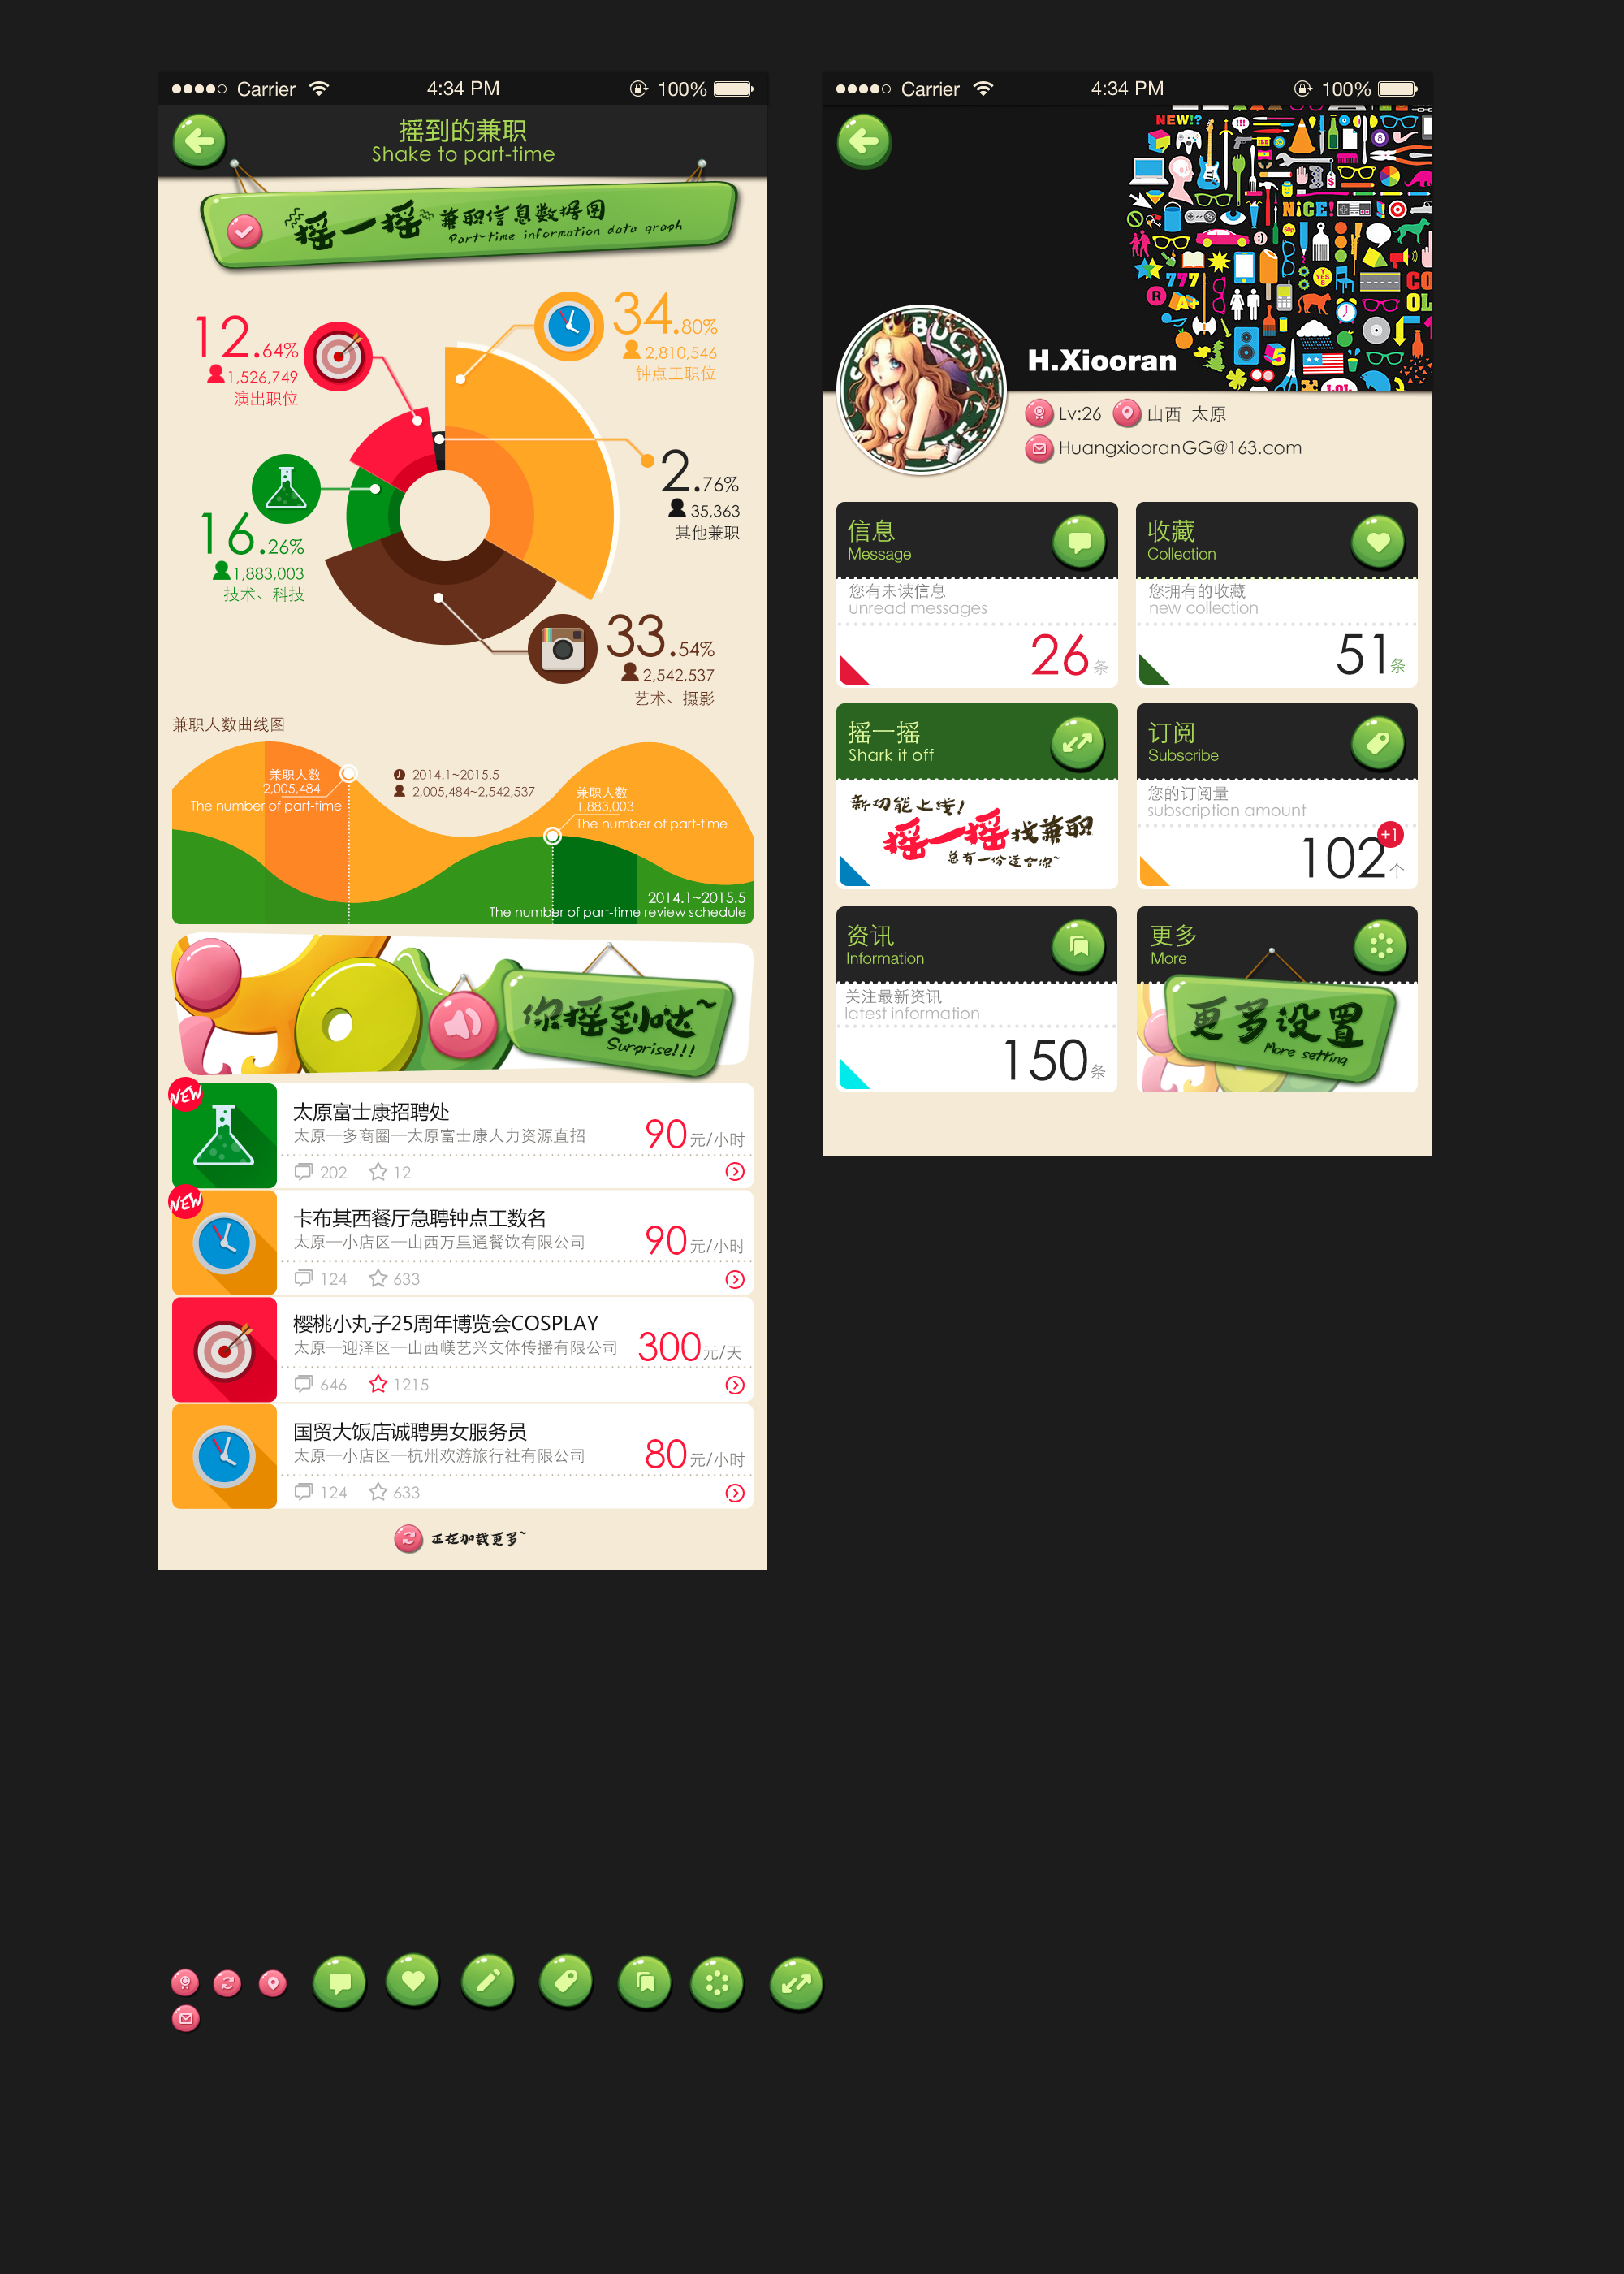 Carrier 4:34 PM 100%
摇到的兼职
Shake to part-time
摇一摇 兼职信息数据图
Part-time information data graph
12.64%
1,526,749
演出职位
34.80%
2,810,546
钟点工职位
2.76%
35,363
其他兼职
16.26%
1,883,003
技术、科技
33.54%
2,542,537
艺术、摄影
兼职人数曲线图
兼职人数
2,005,484
The number of part-time
2014.1~2015.5
2,005,484~2,542,537
兼职人数
1,883,003
The number of part-time
2014.1~2015.5
The number of part-time review schedule
你摇到哒~
Surprise!!!
NEW
太原富士康招聘处
太原—多商圈—太原富士康人力资源直招
90元/小时
202 12
NEW
卡布其西餐厅急聘钟点工数名
太原—小店区—山西万里通餐饮有限公司
90元/小时
124 633
樱桃小丸子25周年博览会COSPLAY
太原—迎泽区—山西嵄艺兴文体传播有限公司
300元/天
646 1215
国贸大饭店诚聘男女服务员
太原—小店区—杭州欢游旅行社有限公司
80元/小时
124 633
正在加载更多~
Carrier 4:34 PM 100%
NEW!?
!!!
NiCE!
777
A+
R
YES
5
LOL
BUCKS
H.Xiooran
Lv:26 山西 太原
HuangxiooranGG@163.com
信息
Message
您有未读信息
unread messages
26条
收藏
Collection
您拥有的收藏
new collection
51条
摇一摇
Shark it off
新功能上线!
摇一摇找兼职
总有一份适合你~
订阅
Subscribe
您的订阅量
subscription amount
+1
102个
资讯
Information
关注最新资讯
latest information
150条
更多
More
更多设置
More setting